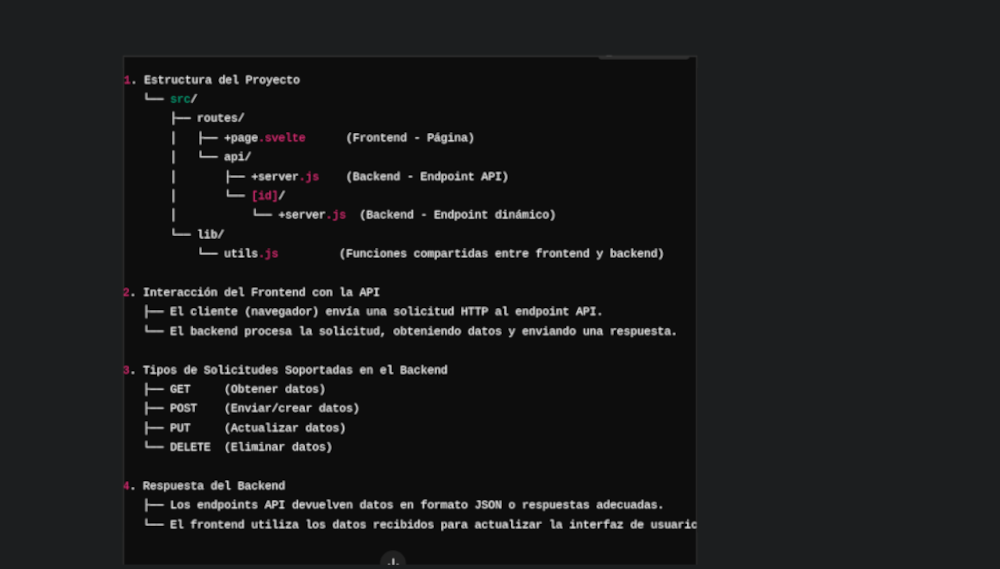 1. Estructura del Proyecto
└── src/
├── routes/
│   ├── +page.svelte      (Frontend - Página)
│   └── api/
│       ├── +server.js    (Backend - Endpoint API)
│       └── [id]/
│           └── +server.js  (Backend - Endpoint dinámico)
└── lib/
└── utils.js         (Funciones compartidas entre frontend y backend)
2. Interacción del Frontend con la API
├── El cliente (navegador) envía una solicitud HTTP al endpoint API.
└── El backend procesa la solicitud, obteniendo datos y enviando una respuesta.
3. Tipos de Solicitudes Soportadas en el Backend
├── GET     (Obtener datos)
├── POST    (Enviar/crear datos)
├── PUT     (Actualizar datos)
└── DELETE  (Eliminar datos)
4. Respuesta del Backend
├── Los endpoints API devuelven datos en formato JSON o respuestas adecuadas.
└── El frontend utiliza los datos recibidos para actualizar la interfaz de usuario